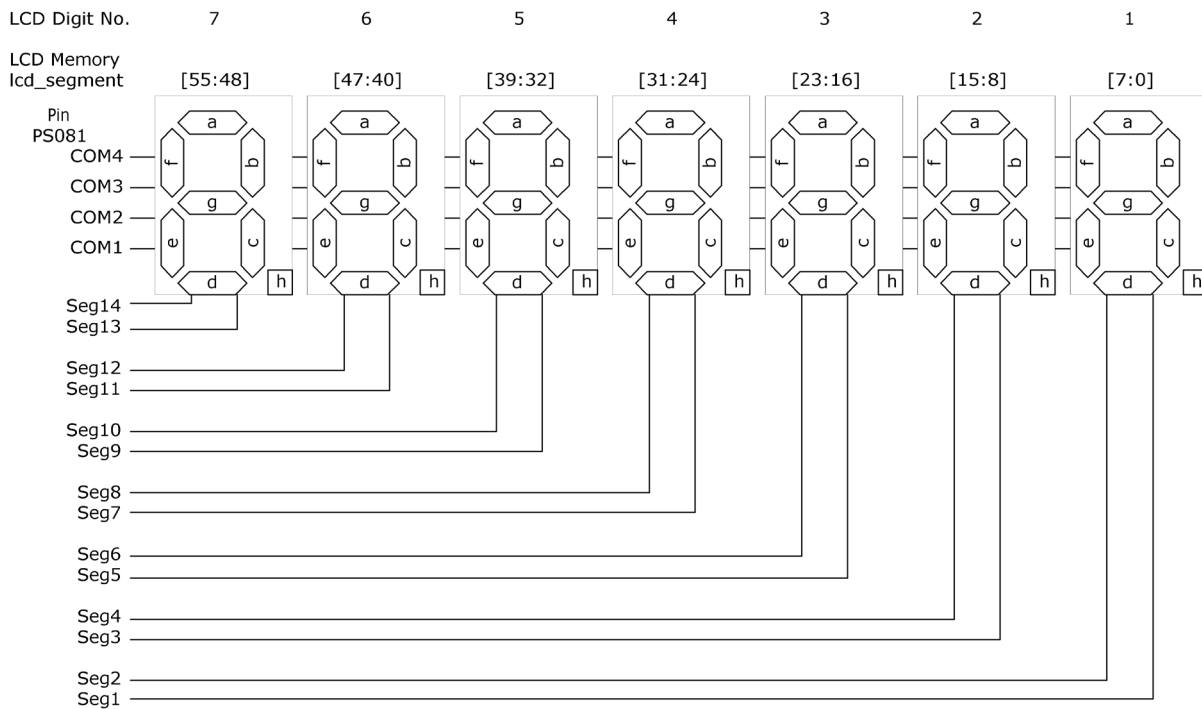 LCD Digit No. 7 6 5 4 3 2 1
LCD Memory
lcd_segment [55:48] [47:40] [39:32] [31:24] [23:16] [15:8] [7:0]
Pin
PS081
a a a a a a a
f b f b f b f b f b f b f b
COM4
COM3
g g g g g g g
COM2
COM1
e c e c e c e c e c e c e c
d h d h d h d h d h d h d h
Seg14
Seg13
Seg12
Seg11
Seg10
Seg9
Seg8
Seg7
Seg6
Seg5
Seg4
Seg3
Seg2
Seg1